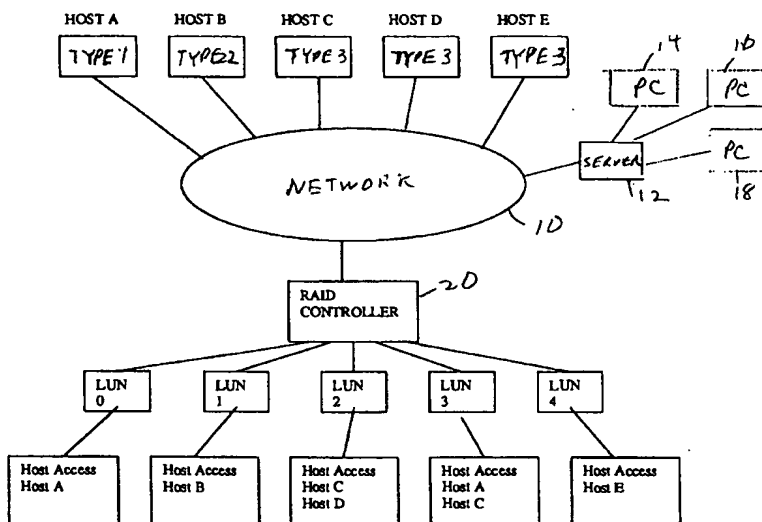 HOST A HOST B HOST C HOST D HOST E
TYPE 1 TYPE22 TYPE 3 TYPE 3 TYPE 3
14 16
PC PC
SERVER PC
12 18
NETWORK
10
RAID
CONTROLLER
20
LUN
0
LUN
1
LUN
2
LUN
3
LUN
4
Host Access
Host A
Host Access
Host B
Host Access
Host C
Host D
Host Access
Host A
Host C
Host Access
Host E